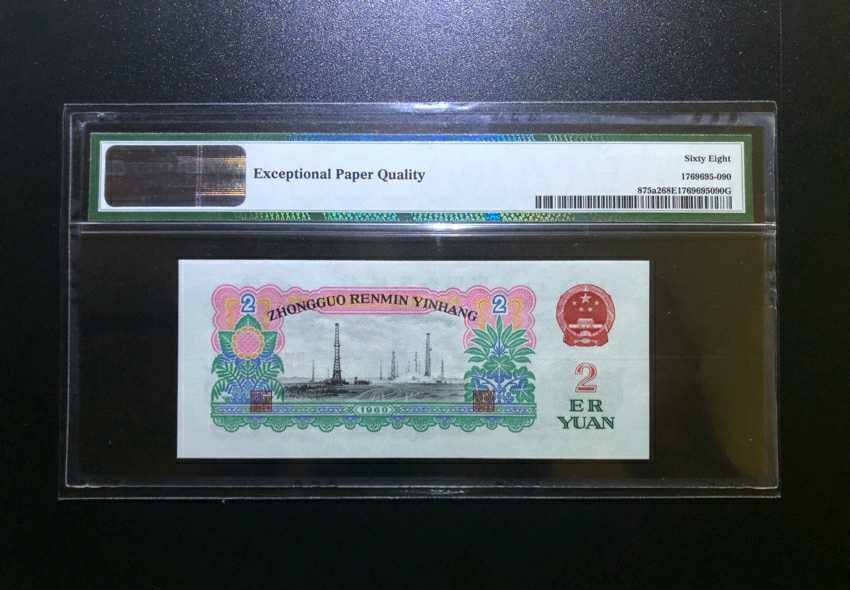 Exceptional Paper Quality
Sixty Eight
1769695-090
875a268E1769695090G
2
2
ZHONGGUO RENMIN YINHANG
1960
2
ER
YUAN